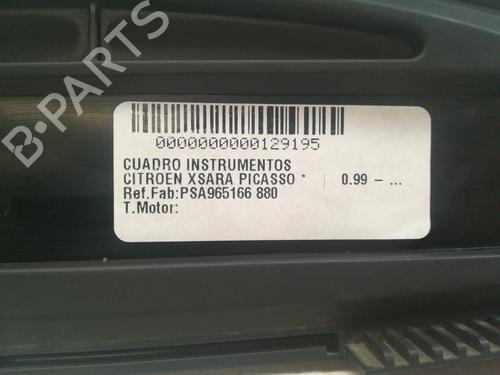 B-PARTS
0000000000129195
CUADRO INSTRUMENTOS
CITROEN XSARA PICASSO * 0.99 – ...
Ref.Fab:PSA965166 880
T.Motor: